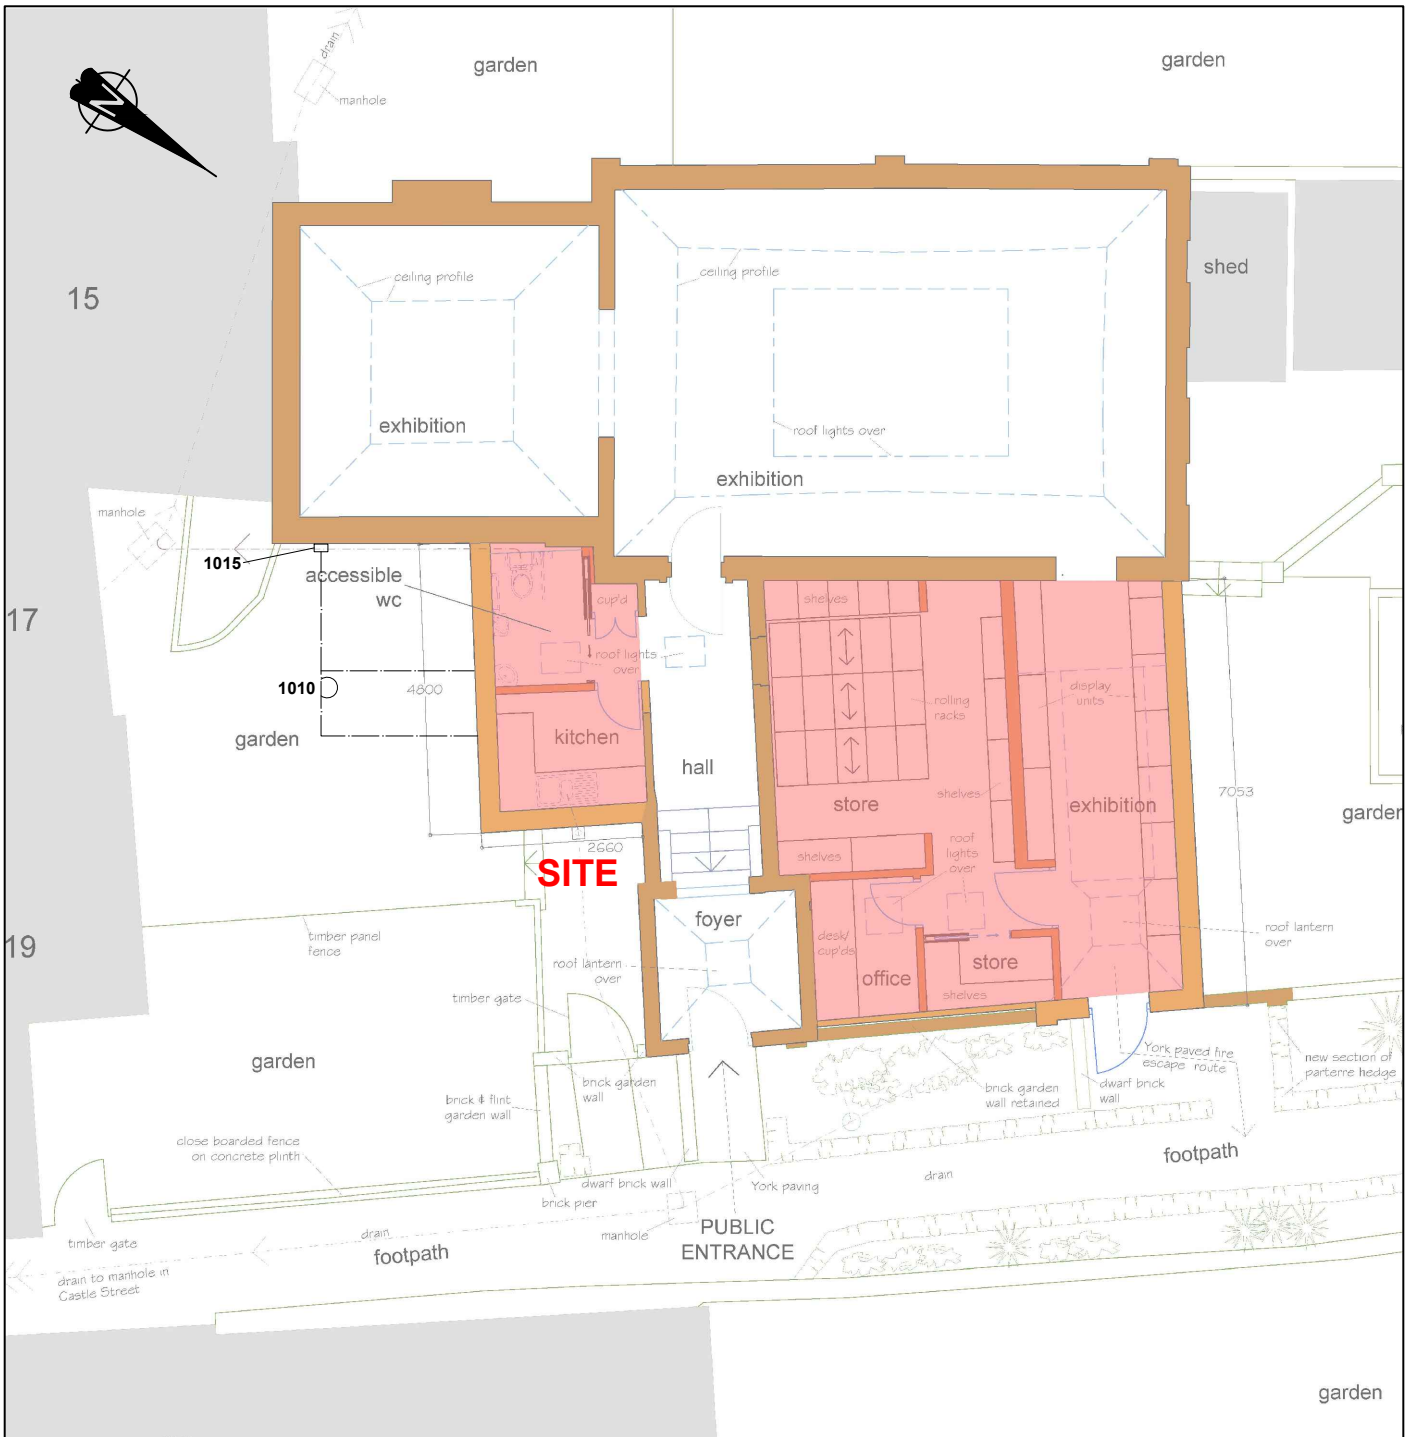 garden
garden
drain
manhole
N
15
shed
ceiling profile
ceiling profile
exhibition
roof lights over
exhibition
manhole
1015
accessible
wc
cup'd
shelves
17
roof lights
over
1010
4800
rolling
racks
display
units
garden
kitchen
hall
shelves
store
exhibition
7053
garden
2660
shelves
roof
lights
over
SITE
foyer
timber panel
fence
19
desk/
cup'ds
office
store
shelves
roof lantern
over
roof lantern
over
timber gate
garden
brick garden
wall
brick & flint
garden wall
York paved fire
escape route
dwarf brick
wall
brick garden
wall retained
new section of
parterre hedge
close boarded fence
on concrete plinth
footpath
dwarf brick wall
York paving
drain
brick pier
manhole
PUBLIC
ENTRANCE
timber gate
drain
footpath
drain to manhole in
Castle Street
garden